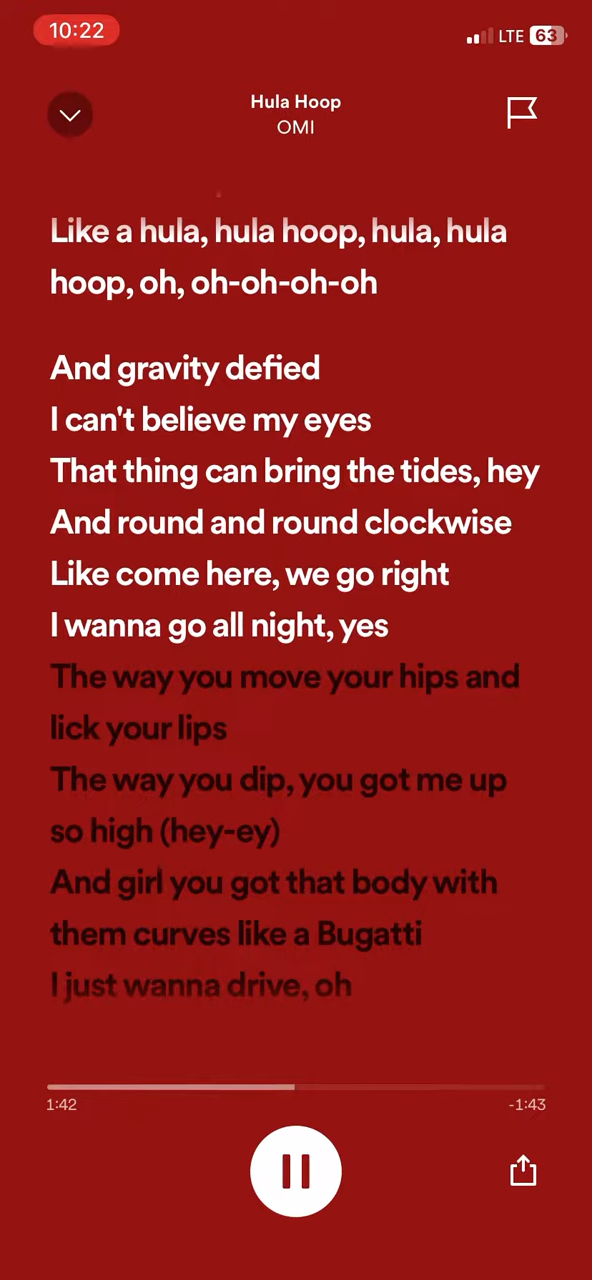 10:22
LTE 63
Hula Hoop
OMI
Like a hula, hula hoop, hula, hula
hoop, oh, oh-oh-oh-oh
And gravity defied
I can't believe my eyes
That thing can bring the tides, hey
And round and round clockwise
Like come here, we go right
I wanna go all night, yes
The way you move your hips and
lick your lips
The way you dip, you got me up
so high (hey-ey)
And girl you got that body with
them curves like a Bugatti
I just wanna drive, oh
1:42
-1:43